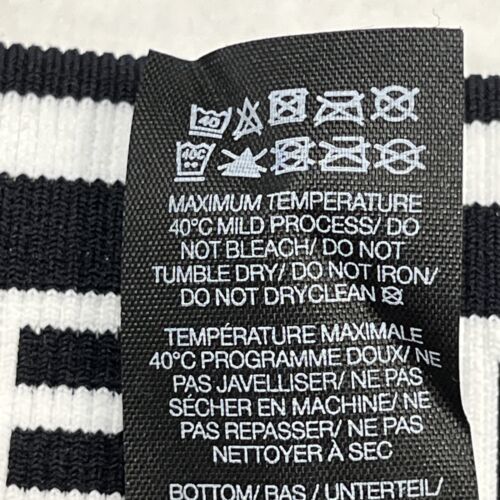 40
40C
MAXIMUM TEMPERATURE
40°C MILD PROCESS/ DO
NOT BLEACH/ DO NOT
TUMBLE DRY/ DO NOT IRON/
DO NOT DRYCLEAN
TEMPÉRATURE MAXIMALE
40°C PROGRAMME DOUX/ NE
PAS JAVELLISER/ NE PAS
SÉCHER EN MACHINE/ NE
PAS REPASSER/ NE PAS
NETTOYER À SEC
BOTTOM/ BAS / UNTERTEIL/